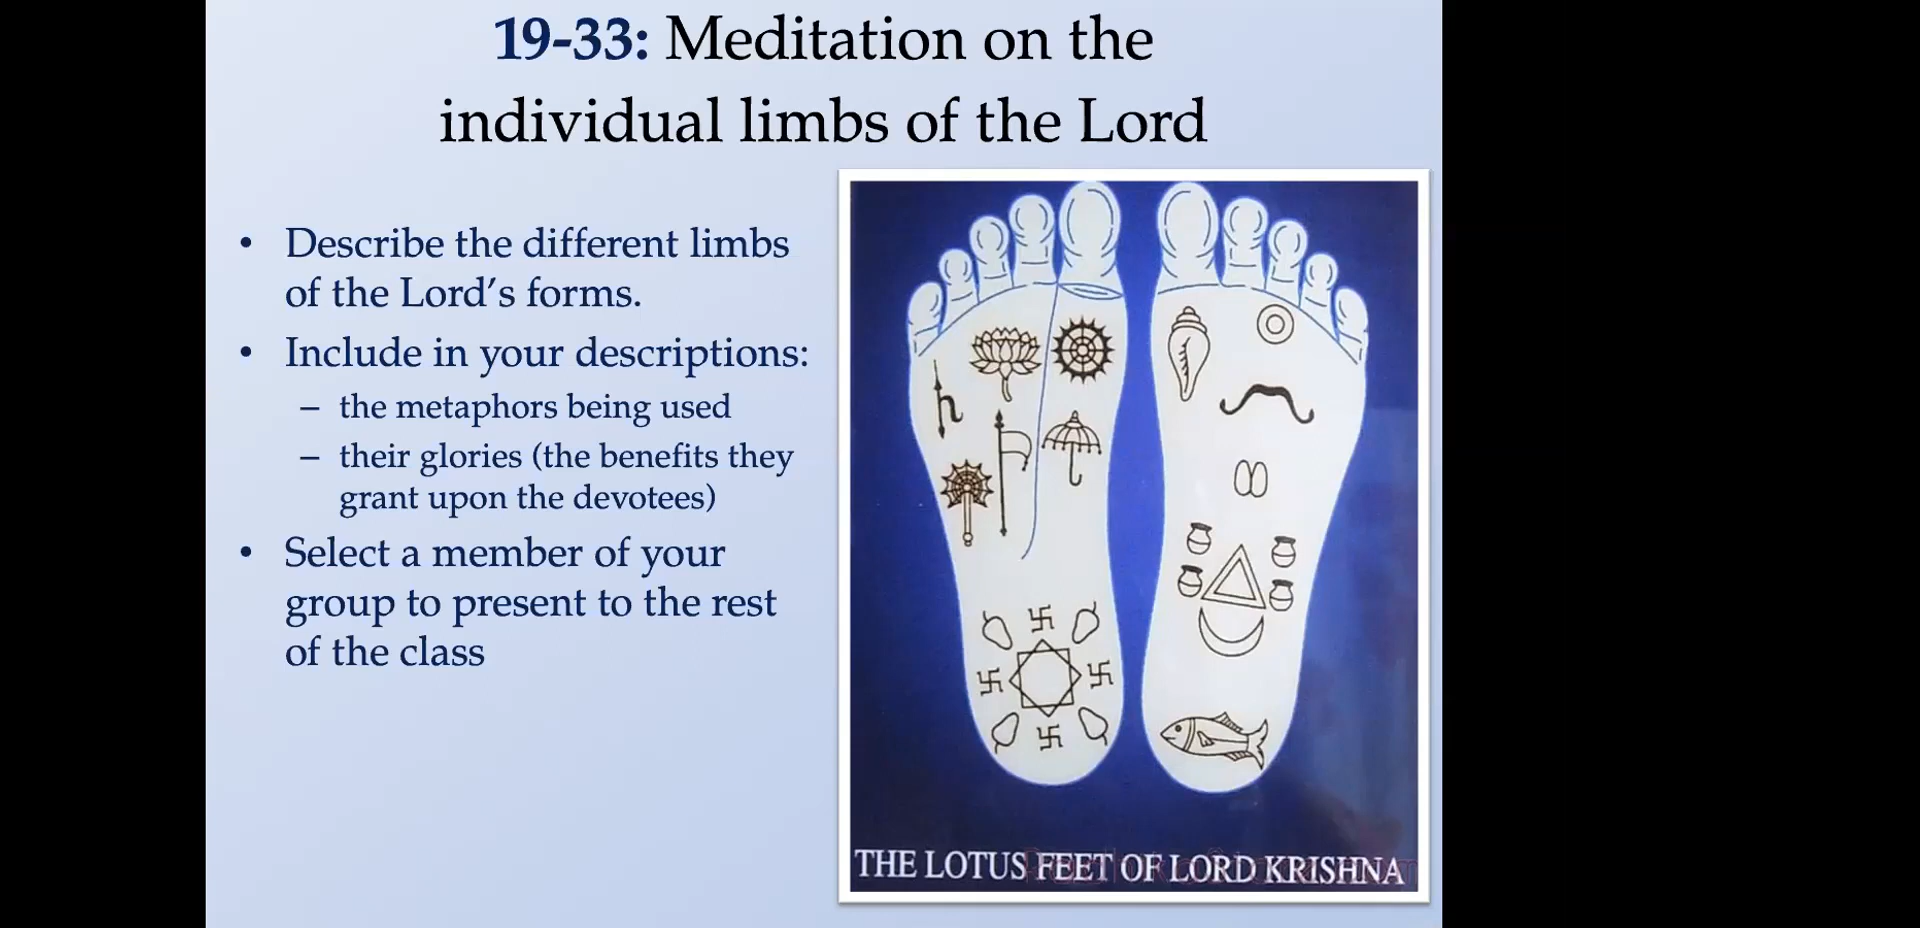 19-33: Meditation on the
individual limbs of the Lord
• Describe the different limbs
of the Lord’s forms.
• Include in your descriptions:
– the metaphors being used
– their glories (the benefits they
grant upon the devotees)
• Select a member of your
group to present to the rest
of the class
THE LOTUS FEET OF LORD KRISHNA